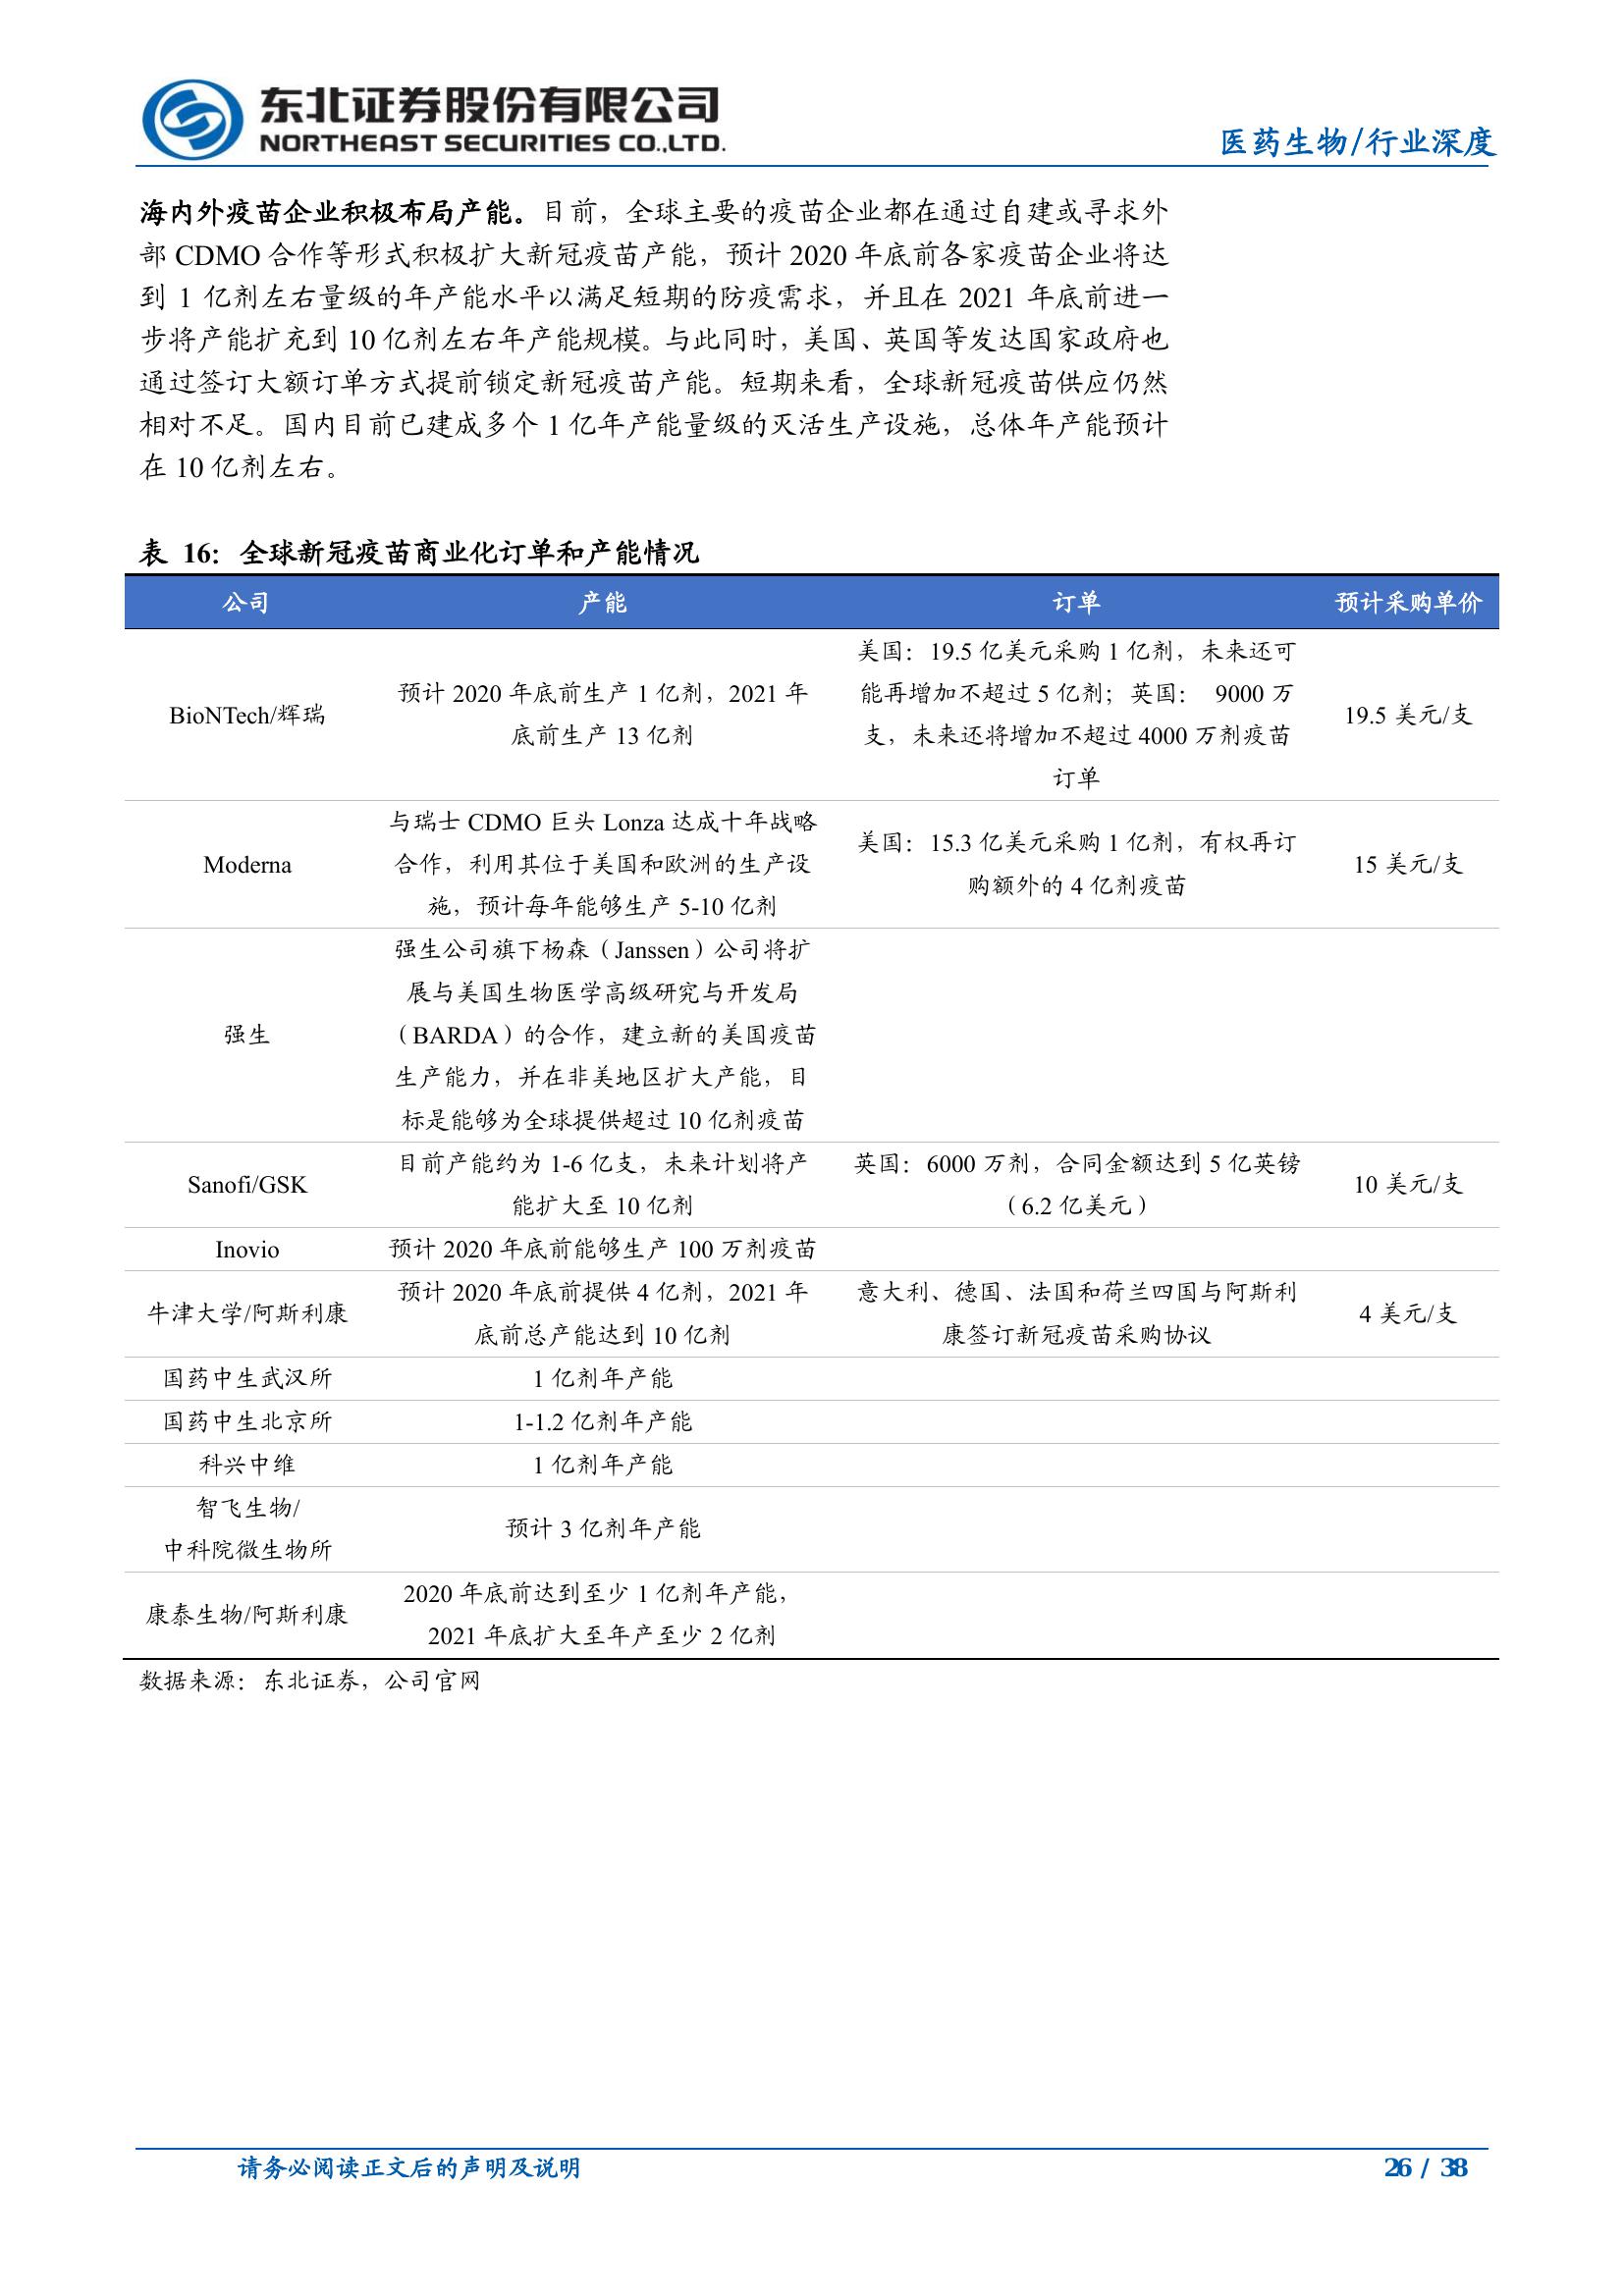 东北证券股份有限公司
NORTHEAST SECURITIES CO.,LTD.
医药生物/行业深度
海内外疫苗企业积极布局产能。目前，全球主要的疫苗企业都在通过自建或寻求外
部 CDMO 合作等形式积极扩大新冠疫苗产能，预计 2020 年底前各家疫苗企业将达
到 1 亿剂左右量级的年产能水平以满足短期的防疫需求，并且在 2021 年底前进一
步将产能扩充到 10 亿剂左右年产能规模。与此同时，美国、英国等发达国家政府也
通过签订大额订单方式提前锁定新冠疫苗产能。短期来看，全球新冠疫苗供应仍然
相对不足。国内目前已建成多个 1 亿年产能量级的灭活生产设施，总体年产能预计
在 10 亿剂左右。
表 16：全球新冠疫苗商业化订单和产能情况
公司 产能 订单 预计采购单价
BioNTech/辉瑞
预计 2020 年底前生产 1 亿剂，2021 年
底前生产 13 亿剂
美国：19.5 亿美元采购 1 亿剂，未来还可
能再增加不超过 5 亿剂；英国： 9000 万
支，未来还将增加不超过 4000 万剂疫苗
订单
19.5 美元/支
Moderna
与瑞士 CDMO 巨头 Lonza 达成十年战略
合作，利用其位于美国和欧洲的生产设
施，预计每年能够生产 5-10 亿剂
美国：15.3 亿美元采购 1 亿剂，有权再订
购额外的 4 亿剂疫苗
15 美元/支
强生
强生公司旗下杨森（Janssen）公司将扩
展与美国生物医学高级研究与开发局
（BARDA）的合作，建立新的美国疫苗
生产能力，并在非美地区扩大产能，目
标是能够为全球提供超过 10 亿剂疫苗
Sanofi/GSK
目前产能约为 1-6 亿支，未来计划将产
能扩大至 10 亿剂
英国：6000 万剂，合同金额达到 5 亿英镑
（6.2 亿美元）
10 美元/支
Inovio
预计 2020 年底前能够生产 100 万剂疫苗
牛津大学/阿斯利康
预计 2020 年底前提供 4 亿剂，2021 年
底前总产能达到 10 亿剂
意大利、德国、法国和荷兰四国与阿斯利
康签订新冠疫苗采购协议
4 美元/支
国药中生武汉所
1 亿剂年产能
国药中生北京所
1-1.2 亿剂年产能
科兴中维
1 亿剂年产能
智飞生物/
中科院微生物所
预计 3 亿剂年产能
康泰生物/阿斯利康
2020 年底前达到至少 1 亿剂年产能，
2021 年底扩大至年产至少 2 亿剂
数据来源：东北证券，公司官网
请务必阅读正文后的声明及说明
26 / 38